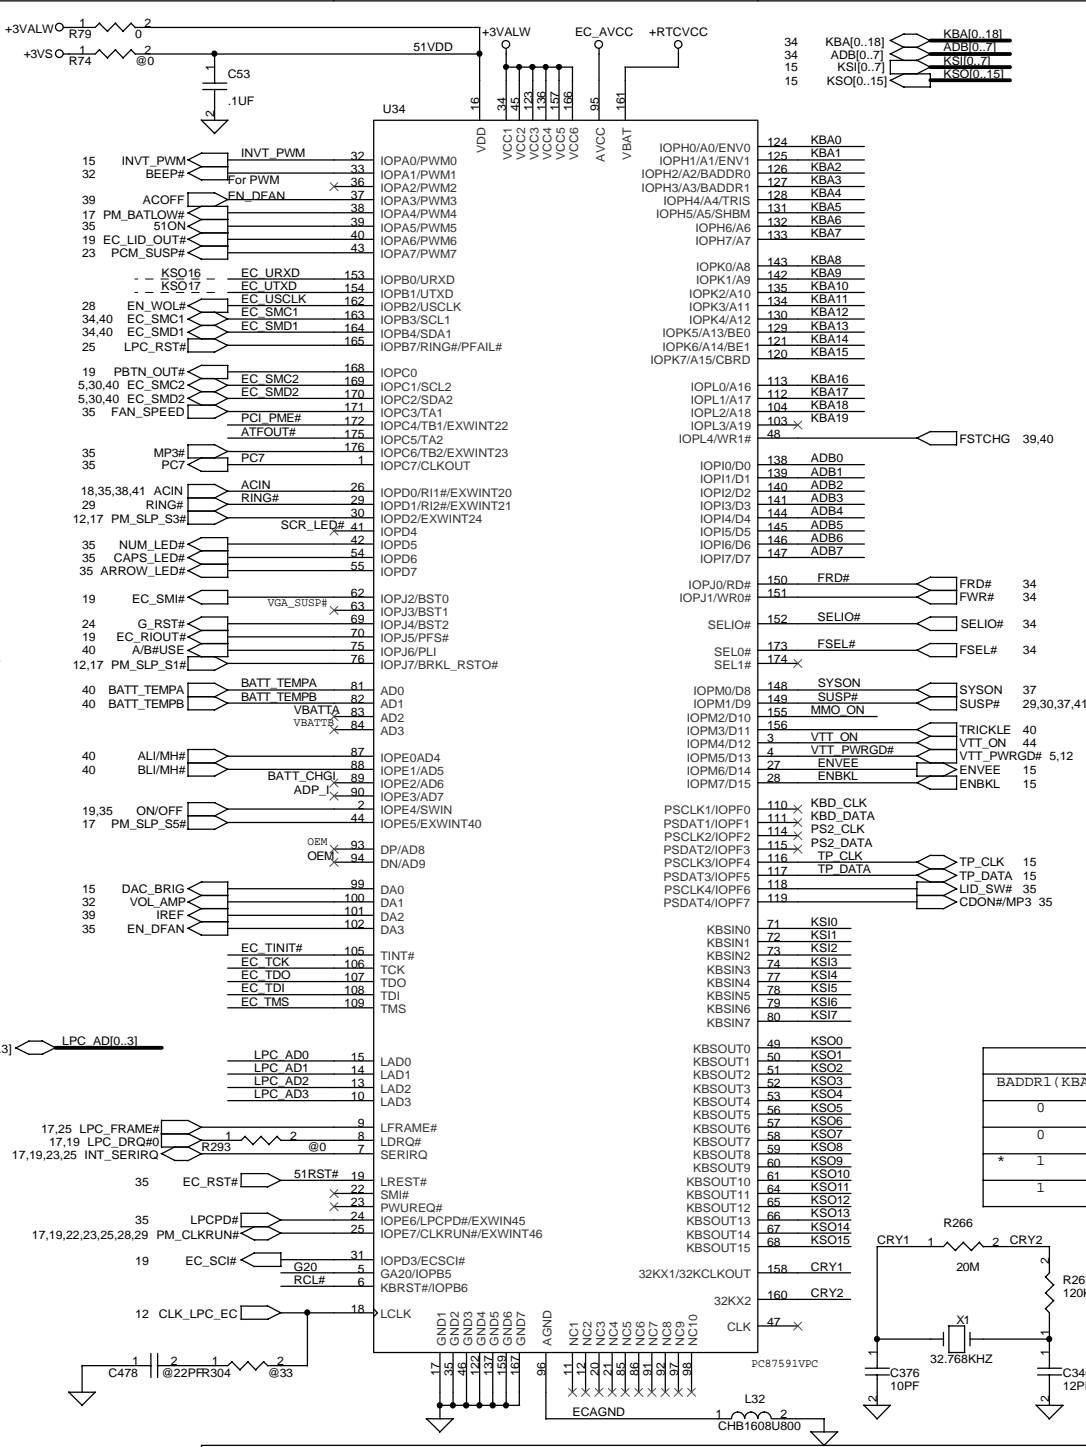 +3VALW 1 2 R79 0
+3VS 1 2 R74 @0
51VDD
+3VALW
EC_AVCC
+RTCVCC
34 KBA[0..18] KBA[0..18]
34 ADB[0..7] ADB[0..7]
15 KSI[0..7] KSI[0..7]
15 KSO[0..15] KSO[0..15]
1 C53 .1UF 2
U34
16 34 45 123 136 157 166 95 161
VDD VCC1 VCC2 VCC3 VCC4 VCC5 VCC6 AVCC VBAT
15 INVT_PWM INVT_PWM 32 IOPA0/PWM0
32 BEEP# 33 IOPA1/PWM1
For PWM 36 IOPA2/PWM2
39 ACOFF EN_DFAN 37 IOPA3/PWM3
17 PM_BATLOW# 38 IOPA4/PWM4
35 51ON 39 IOPA5/PWM5
19 EC_LID_OUT# 40 IOPA6/PWM6
23 PCM_SUSP# 43 IOPA7/PWM7
KSO16 EC_URXD 153 IOPB0/URXD
KSO17 EC_UTXD 154 IOPB1/UTXD
28 EN_WOL# EC_USCLK 162 IOPB2/USCLK
34,40 EC_SMC1 EC_SMC1 163 IOPB3/SCL1
34,40 EC_SMD1 EC_SMD1 164 IOPB4/SDA1
25 LPC_RST# 165 IOPB7/RING#/PFAIL#
19 PBTN_OUT# 168 IOPC0
5,30,40 EC_SMC2 EC_SMC2 169 IOPC1/SCL2
5,30,40 EC_SMD2 EC_SMD2 170 IOPC2/SDA2
35 FAN_SPEED 171 IOPC3/TA1
PCI_PME# 172 IOPC4/TB1/EXWINT22
ATFOUT# 175 IOPC5/TA2
35 MP3# 176 IOPC6/TB2/EXWINT23
35 PC7 PC7 1 IOPC7/CLKOUT
18,35,38,41 ACIN ACIN 26 IOPD0/RI1#/EXWINT20
29 RING# RING# 29 IOPD1/RI2#/EXWINT21
12,17 PM_SLP_S3# 30 IOPD2/EXWINT24
SCR_LED# 41 IOPD4
35 NUM_LED# 42 IOPD5
35 CAPS_LED# 54 IOPD6
35 ARROW_LED# 55 IOPD7
19 EC_SMI# 62 IOPJ2/BST0
VGA_SUSP# 63 IOPJ3/BST1
24 G_RST# 69 IOPJ4/BST2
19 EC_RIOUT# 70 IOPJ5/PFS#
40 A/B#USE 75 IOPJ6/PLI
12,17 PM_SLP_S1# 76 IOPJ7/BRKL_RSTO#
40 BATT_TEMPA BATT_TEMPA 81 AD0
40 BATT_TEMPB BATT_TEMPB 82 AD1
VBATTA 83 AD2
VBATTB 84 AD3
40 ALI/MH# 87 IOPE0AD4
40 BLI/MH# 88 IOPE1/AD5
BATT_CHGI 89 IOPE2/AD6
ADP_I 90 IOPE3/AD7
19,35 ON/OFF 2 IOPE4/SWIN
17 PM_SLP_S5# 44 IOPE5/EXWINT40
OEM 93 DP/AD8
OEM 94 DN/AD9
15 DAC_BRIG 99 DA0
32 VOL_AMP 100 DA1
39 IREF 101 DA2
35 EN_DFAN 102 DA3
EC_TINIT# 105 TINT#
EC_TCK 106 TCK
EC_TDO 107 TDO
EC_TDI 108 TDI
EC_TMS 109 TMS
3] LPC_AD[0..3]
LPC_AD0 15 LAD0
LPC_AD1 14 LAD1
LPC_AD2 13 LAD2
LPC_AD3 10 LAD3
17,25 LPC_FRAME# 9 LFRAME#
17,19 LPC_DRQ#0 1 2 R293 @0 8 LDRQ#
17,19,23,25 INT_SERIRQ 7 SERIRQ
35 EC_RST# 51RST# 19 LREST#
22 SMI#
23 PWUREQ#
35 LPCPD# 24 IOPE6/LPCPD#/EXWIN45
17,19,22,23,25,28,29 PM_CLKRUN# 25 IOPE7/CLKRUN#/EXWINT46
19 EC_SCI# 31 IOPD3/ECSCI#
G20 5 GA20/IOPB5
RCL# 6 KBRST#/IOPB6
12 CLK_LPC_EC 18 LCLK
1 2 1 2
C478 @22PF R304 @33
IOPH0/A0/ENV0 124 KBA0
IOPH1/A1/ENV1 125 KBA1
IOPH2/A2/BADDR0 126 KBA2
IOPH3/A3/BADDR1 127 KBA3
IOPH4/A4/TRIS 128 KBA4
IOPH5/A5/SHBM 131 KBA5
IOPH6/A6 132 KBA6
IOPH7/A7 133 KBA7
IOPK0/A8 143 KBA8
IOPK1/A9 142 KBA9
IOPK2/A10 135 KBA10
IOPK3/A11 134 KBA11
IOPK4/A12 130 KBA12
IOPK5/A13/BE0 129 KBA13
IOPK6/A14/BE1 121 KBA14
IOPK7/A15/CBRD 120 KBA15
IOPL0/A16 113 KBA16
IOPL1/A17 112 KBA17
IOPL2/A18 104 KBA18
IOPL3/A19 103 KBA19
IOPL4/WR1# 48 FSTCHG 39,40
IOPI0/D0 138 ADB0
IOPI1/D1 139 ADB1
IOPI2/D2 140 ADB2
IOPI3/D3 141 ADB3
IOPI4/D4 144 ADB4
IOPI5/D5 145 ADB5
IOPI6/D6 146 ADB6
IOPI7/D7 147 ADB7
IOPJ0/RD# 150 FRD# FRD# 34
IOPJ1/WR0# 151 FWR# 34
SELIO# 152 SELIO# SELIO# 34
SEL0# 173 FSEL# FSEL# 34
SEL1# 174
IOPM0/D8 148 SYSON SYSON 37
IOPM1/D9 149 SUSP# SUSP# 29,30,37,41
IOPM2/D10 155 MMO_ON
IOPM3/D11 156 TRICKLE 40
IOPM4/D12 3 VTT_ON VTT_ON 44
IOPM5/D13 4 VTT_PWRGD# VTT_PWRGD# 5,12
IOPM6/D14 27 ENVEE ENVEE 15
IOPM7/D15 28 ENBKL ENBKL 15
PSCLK1/IOPF0 110 KBD_CLK
PSDAT1/IOPF1 111 KBD_DATA
PSCLK2/IOPF2 114 PS2_CLK
PSDAT2/IOPF3 115 PS2_DATA
PSCLK3/IOPF4 116 TP_CLK TP_CLK 15
PSDAT3/IOPF5 117 TP_DATA TP_DATA 15
PSCLK4/IOPF6 118 LID_SW# 35
PSDAT4/IOPF7 119 CDON#/MP3 35
KBSIN0 71 KSI0
KBSIN1 72 KSI1
KBSIN2 73 KSI2
KBSIN3 74 KSI3
KBSIN4 77 KSI4
KBSIN5 78 KSI5
KBSIN6 79 KSI6
KBSIN7 80 KSI7
KBSOUT0 49 KSO0
KBSOUT1 50 KSO1
KBSOUT2 51 KSO2
KBSOUT3 52 KSO3
KBSOUT4 53 KSO4
KBSOUT5 56 KSO5
KBSOUT6 57 KSO6
KBSOUT7 58 KSO7
KBSOUT8 59 KSO8
KBSOUT9 60 KSO9
KBSOUT10 61 KSO10
KBSOUT11 64 KSO11
KBSOUT12 65 KSO12
KBSOUT13 66 KSO13
KBSOUT14 67 KSO14
KBSOUT15 68 KSO15
32KX1/32KCLKOUT 158 CRY1
32KX2 160 CRY2
CLK 47
GND1 GND2 GND3 GND4 GND5 GND6 GND7 AGND NC1 NC2 NC3 NC4 NC5 NC6 NC7 NC8 NC9 NC10
17 35 46 122 137 159 167 96 11 12 20 21 85 86 91 92 97 98
PC87591VPC
ECAGND
L32
1 2
CHB1608U800
BADDR1(KBA
0
0
* 1
1
R266
CRY1 1 2 CRY2
20M
2
R26
120K
1
X1
32.768KHZ
1 C376 10PF 2
1 C34 12P 2